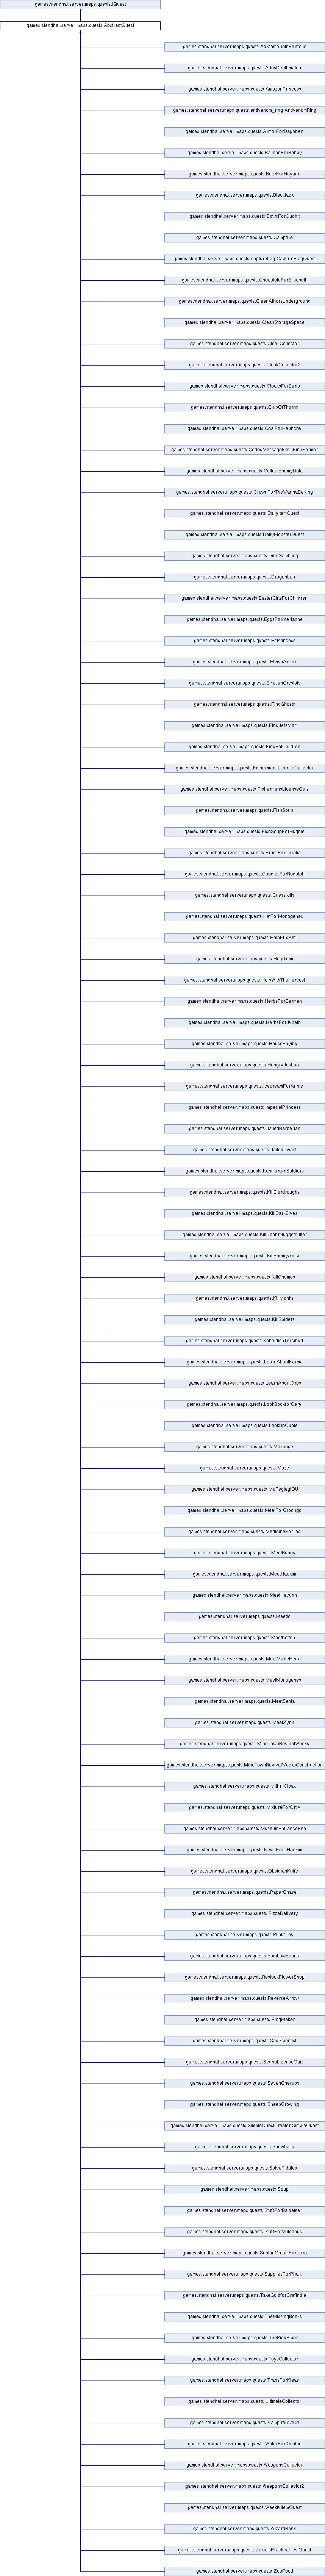 games.stendhal.server.maps.quests.IQuest
games.stendhal.server.maps.quests.AbstractQuest
games.stendhal.server.maps.quests.AdMemoriaInPortfolio
games.stendhal.server.maps.quests.AdosDeathmatch
games.stendhal.server.maps.quests.AmazonPrincess
games.stendhal.server.maps.quests.antivenom_ring.AntivenomRing
games.stendhal.server.maps.quests.ArmorForDagobert
games.stendhal.server.maps.quests.BalloonForBobby
games.stendhal.server.maps.quests.BeerForHayunn
games.stendhal.server.maps.quests.Blackjack
games.stendhal.server.maps.quests.BowsForOuchit
games.stendhal.server.maps.quests.Campfire
games.stendhal.server.maps.quests.captureflag.CaptureFlagQuest
games.stendhal.server.maps.quests.ChocolateForElisabeth
games.stendhal.server.maps.quests.CleanAthorsUnderground
games.stendhal.server.maps.quests.CleanStorageSpace
games.stendhal.server.maps.quests.CloakCollector
games.stendhal.server.maps.quests.CloakCollector2
games.stendhal.server.maps.quests.CloaksForBario
games.stendhal.server.maps.quests.ClubOfThorns
games.stendhal.server.maps.quests.CoalForHaunchy
games.stendhal.server.maps.quests.CodedMessageFromFinnFarmer
games.stendhal.server.maps.quests.CollectEnemyData
games.stendhal.server.maps.quests.CrownForTheWannaBeKing
games.stendhal.server.maps.quests.DailyItemQuest
games.stendhal.server.maps.quests.DailyMonsterQuest
games.stendhal.server.maps.quests.DiceGambling
games.stendhal.server.maps.quests.DragonLair
games.stendhal.server.maps.quests.EasterGiftsForChildren
games.stendhal.server.maps.quests.EggsForMarianne
games.stendhal.server.maps.quests.ElfPrincess
games.stendhal.server.maps.quests.ElvishArmor
games.stendhal.server.maps.quests.EmotionCrystals
games.stendhal.server.maps.quests.FindGhosts
games.stendhal.server.maps.quests.FindJefsMom
games.stendhal.server.maps.quests.FindRatChildren
games.stendhal.server.maps.quests.FishermansLicenseCollector
games.stendhal.server.maps.quests.FishermansLicenseQuiz
games.stendhal.server.maps.quests.FishSoup
games.stendhal.server.maps.quests.FishSoupForHughie
games.stendhal.server.maps.quests.FruitsForCoralia
games.stendhal.server.maps.quests.GoodiesForRudolph
games.stendhal.server.maps.quests.GuessKills
games.stendhal.server.maps.quests.HatForMonogenes
games.stendhal.server.maps.quests.HelpMrsYeti
games.stendhal.server.maps.quests.HelpTomi
games.stendhal.server.maps.quests.HelpWithTheHarvest
games.stendhal.server.maps.quests.HerbsForCarmen
games.stendhal.server.maps.quests.HerbsForJynath
games.stendhal.server.maps.quests.HouseBuying
games.stendhal.server.maps.quests.HungryJoshua
games.stendhal.server.maps.quests.IcecreamForAnnie
games.stendhal.server.maps.quests.ImperialPrincess
games.stendhal.server.maps.quests.JailedBarbarian
games.stendhal.server.maps.quests.JailedDwarf
games.stendhal.server.maps.quests.KanmararnSoldiers
games.stendhal.server.maps.quests.KillBlordroughs
games.stendhal.server.maps.quests.KillDarkElves
games.stendhal.server.maps.quests.KillDhohrNuggetcutter
games.stendhal.server.maps.quests.KillEnemyArmy
games.stendhal.server.maps.quests.KillGnomes
games.stendhal.server.maps.quests.KillMonks
games.stendhal.server.maps.quests.KillSpiders
games.stendhal.server.maps.quests.KoboldishTorcibud
games.stendhal.server.maps.quests.LearnAboutKarma
games.stendhal.server.maps.quests.LearnAboutOrbs
games.stendhal.server.maps.quests.LookBookforCeryl
games.stendhal.server.maps.quests.LookUpQuote
games.stendhal.server.maps.quests.Marriage
games.stendhal.server.maps.quests.Maze
games.stendhal.server.maps.quests.McPeglegIOU
games.stendhal.server.maps.quests.MealForGroongo
games.stendhal.server.maps.quests.MedicineForTad
games.stendhal.server.maps.quests.MeetBunny
games.stendhal.server.maps.quests.MeetHackim
games.stendhal.server.maps.quests.MeetHayunn
games.stendhal.server.maps.quests.MeetIo
games.stendhal.server.maps.quests.MeetKetteh
games.stendhal.server.maps.quests.MeetMarieHenri
games.stendhal.server.maps.quests.MeetMonogenes
games.stendhal.server.maps.quests.MeetSanta
games.stendhal.server.maps.quests.MeetZynn
games.stendhal.server.maps.quests.MineTownRevivalWeeks
games.stendhal.server.maps.quests.MineTownRevivalWeeksConstruction
games.stendhal.server.maps.quests.MithrilCloak
games.stendhal.server.maps.quests.MixtureForOrtiv
games.stendhal.server.maps.quests.MuseumEntranceFee
games.stendhal.server.maps.quests.NewsFromHackim
games.stendhal.server.maps.quests.ObsidianKnife
games.stendhal.server.maps.quests.PaperChase
games.stendhal.server.maps.quests.PizzaDelivery
games.stendhal.server.maps.quests.PlinksToy
games.stendhal.server.maps.quests.RainbowBeans
games.stendhal.server.maps.quests.RestockFlowerShop
games.stendhal.server.maps.quests.ReverseArrow
games.stendhal.server.maps.quests.RingMaker
games.stendhal.server.maps.quests.SadScientist
games.stendhal.server.maps.quests.ScubaLicenseQuiz
games.stendhal.server.maps.quests.SevenCherubs
games.stendhal.server.maps.quests.SheepGrowing
games.stendhal.server.maps.quests.SimpleQuestCreator.SimpleQuest
games.stendhal.server.maps.quests.Snowballs
games.stendhal.server.maps.quests.SolveRiddles
games.stendhal.server.maps.quests.Soup
games.stendhal.server.maps.quests.StuffForBaldemar
games.stendhal.server.maps.quests.StuffForVulcanus
games.stendhal.server.maps.quests.SuntanCreamForZara
games.stendhal.server.maps.quests.SuppliesForPhalk
games.stendhal.server.maps.quests.TakeGoldforGrafindle
games.stendhal.server.maps.quests.TheMissingBooks
games.stendhal.server.maps.quests.ThePiedPiper
games.stendhal.server.maps.quests.ToysCollector
games.stendhal.server.maps.quests.TrapsForKlaas
games.stendhal.server.maps.quests.UltimateCollector
games.stendhal.server.maps.quests.VampireSword
games.stendhal.server.maps.quests.WaterForXhiphin
games.stendhal.server.maps.quests.WeaponsCollector
games.stendhal.server.maps.quests.WeaponsCollector2
games.stendhal.server.maps.quests.WeeklyItemQuest
games.stendhal.server.maps.quests.WizardBank
games.stendhal.server.maps.quests.ZekielsPracticalTestQuest
games.stendhal.server.maps.quests.ZooFood